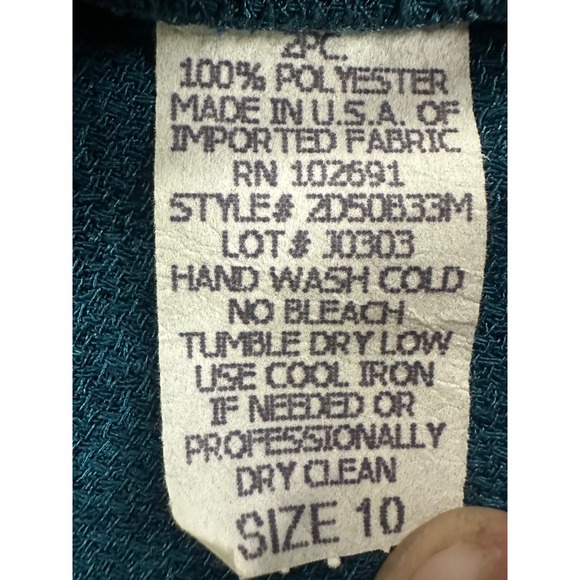 2PC.
100% POLYESTER
MADE IN U.S.A. OF
IMPORTED FABRIC
RN 102691
STYLE# 2D50B33M
LOT# J0303
HAND WASH COLD
NO BLEACH
TUMBLE DRY LOW
USE COOL IRON
IF NEEDED OR
PROFESSIONALLY
DRY CLEAN
SIZE 10